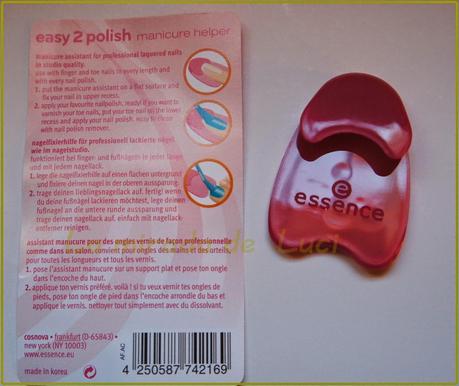 easy 2 polish manicure helper
manicure assistant for professional laquered nails
in studio quality.
use with finger and toe nails in every length and
with every nail polish.
1. put the manicure assistant on a flat surface and
fix your nail in upper recess.
2. apply your favourite nailpolish. ready! if you want to
varnish your toe nails, put your toe nail on the lower
recess and apply your nail polish. easy to clean
with nail polish remover.
nagelfixierhilfe für professionell lackierte nägel
wie im nagelstudio.
funktioniert bei finger- und fußnägeln in jeder länge
und mit jedem nagellack.
1. lege die nagelfixierhilfe auf einen flachen untergrund
und fixiere deinen nagel in der oberen aussparung.
2. trage deinen lieblingsnagellack auf. fertig! wenn
du deine fußnägel lackieren möchtest, lege deinen
fußnagel an die untere runde aussparung und
trage deinen nagellack auf. einfach mit nagellack-
entferner reinigen.
assistant manucure pour des ongles vernis de façon professionnelle
comme dans un salon. convient pour ongles des mains et des orteils,
pour toutes les longueurs et tous les vernis.
1. pose l'assistant manucure sur un support plat et pose ton ongle
dans l'encoche du haut.
2. applique ton vernis préféré. voilà ! si tu veux vernir tes ongles de
pieds, pose ton ongle de pied dans l'encoche arrondie du bas et
applique le vernis. nettoyer tout simplement avec du dissolvant.
cosnova • frankfurt (D-65843) •
new york (NY 10003)
www.essence.eu
made in korea
AF.AC
4 250587 742169
e
essence
de Luci